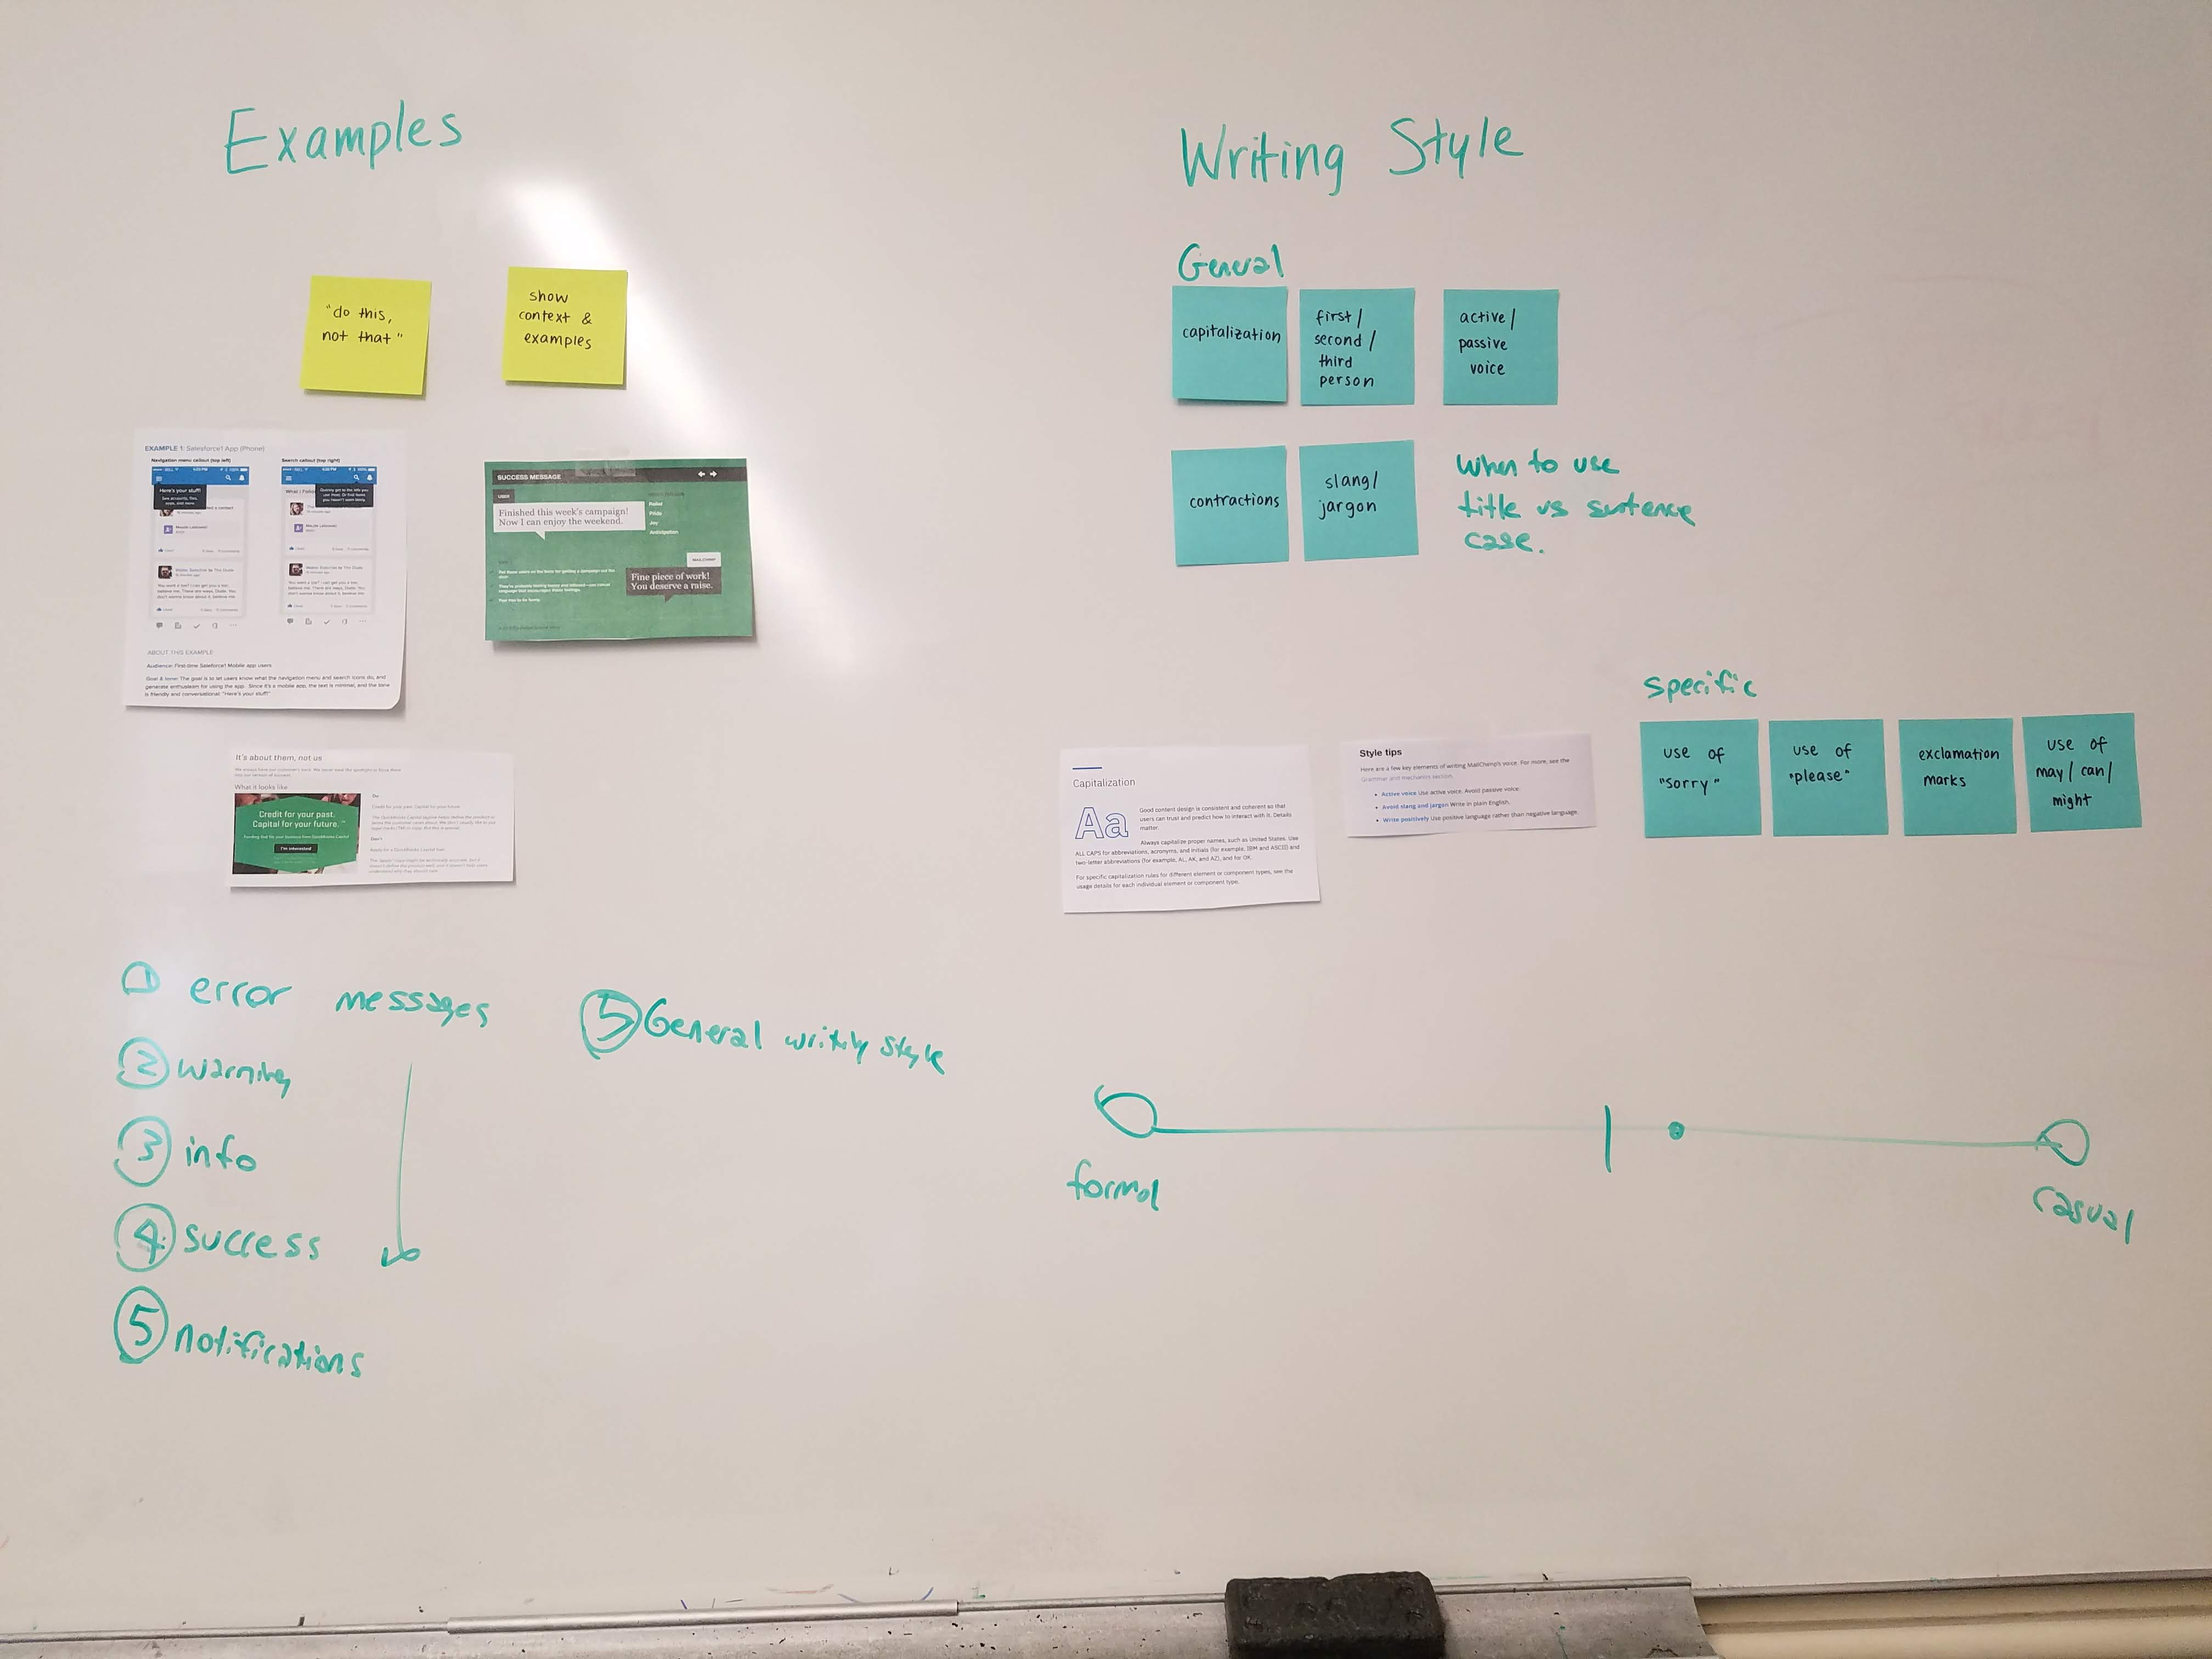 Examples
"do this,
not that"
show
context &
examples
EXAMPLE 1: Salesforce1 App (Phone)
Navigation menu callout (top left)
Search callout (top right)
Here's your stuff!
SUCCESS MESSAGE
USER
Finished this week's campaign!
Now I can enjoy the weekend.
Relief
Pride
Joy
Anticipation
MAILCHIMP
Fine piece of work!
You deserve a raise.
ABOUT THIS EXAMPLE
Audience: First-time Salesforce1 Mobile app users
Goal & tone: The goal is to let users know what the navigation menu and search icons do, and
generate enthusiasm for using the app. Since it's a mobile app, the text is minimal, and the tone
is friendly and conversational: "Here's your stuff!"
It's about them, not us
What it looks like
Credit for your past.
Capital for your future.™
I'm interested
Do
Credit for your past. Capital for your future.
Don't
① error messages
② warning
③ info
④ success
⑤ notifications
⑤ General writing style
Writing Style
General
capitalization
first/
second/
third
person
active/
passive
voice
contractions
slang/
jargon
When to use
title vs sentence
case.
specific
use of
"sorry"
use of
"please"
exclamation
marks
use of
may/can/
might
Capitalization
Aa
Good content design is consistent and coherent so that
users can trust and predict how to interact with it. Details
matter.
Always capitalize proper names, such as United States. Use
ALL CAPS for abbreviations, acronyms, and initials (for example, IBM and ASCII) and
two-letter abbreviations (for example, AL, AK, and AZ), and for OK.
For specific capitalization rules for different element or component types, see the
usage details for each individual element or component type.
Style tips
Here are a few key elements of writing MailChimp's voice. For more, see the
Grammar and mechanics section.
• Active voice Use active voice. Avoid passive voice.
• Avoid slang and jargon Write in plain English.
• Write positively Use positive language rather than negative language.
formal
casual